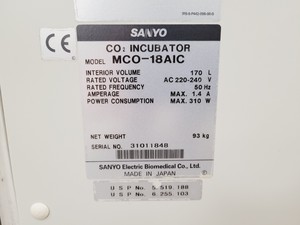 SANYO
CE
CO₂ INCUBATOR
MODEL MCO-18AIC
INTERIOR VOLUME 170 L
RATED VOLTAGE AC 220-240 V
RATED FREQUENCY 50 Hz
AMPERAGE MAX. 1.4 A
POWER CONSUMPTION MAX. 310 W
NET WEIGHT 93 kg
SERIAL NO. 31011848
SANYO Electric Biomedical Co., Ltd.
MADE IN JAPAN
USP No. 5.519.188
USP No. 6.255.103